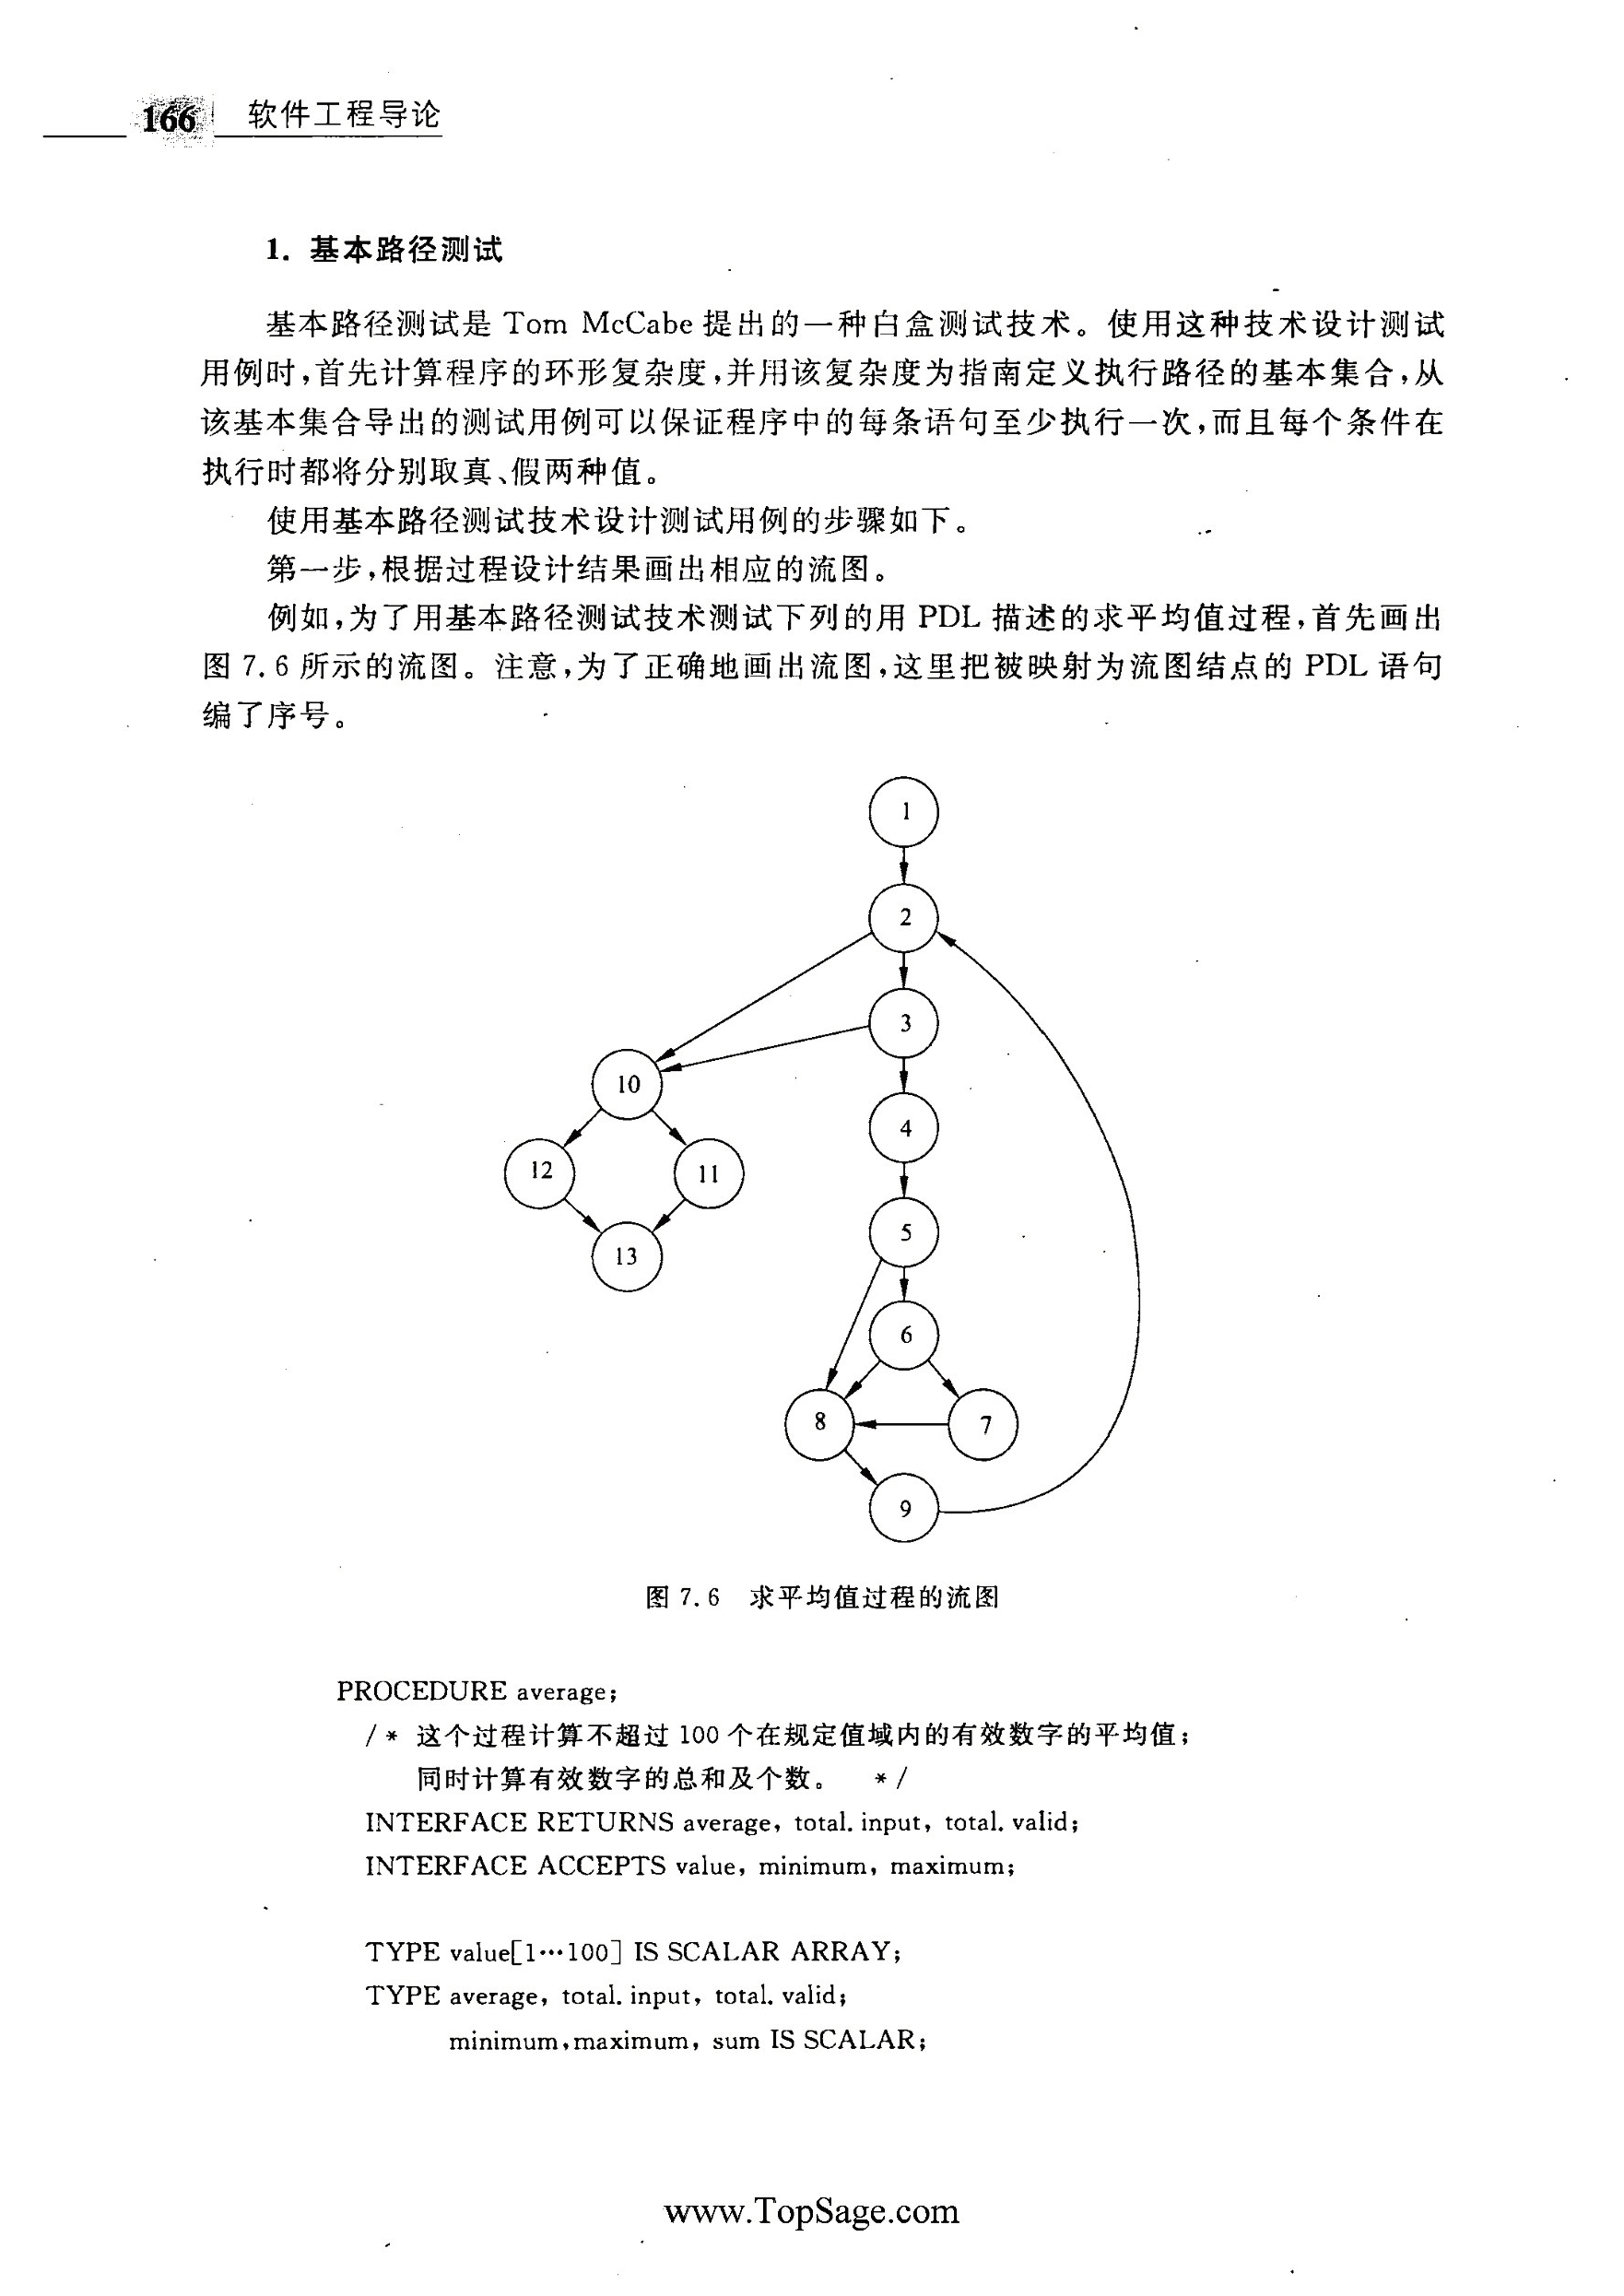 166 软件工程导论
1. 基本路径测试
基本路径测试是 Tom McCabe 提出的一种白盒测试技术。使用这种技术设计测试
用例时,首先计算程序的环形复杂度,并用该复杂度为指南定义执行路径的基本集合,从
该基本集合导出的测试用例可以保证程序中的每条语句至少执行一次,而且每个条件在
执行时都将分别取真、假两种值。
使用基本路径测试技术设计测试用例的步骤如下。
第一步,根据过程设计结果画出相应的流图。
例如,为了用基本路径测试技术测试下列的用 PDL 描述的求平均值过程,首先画出
图 7.6 所示的流图。注意,为了正确地画出流图,这里把被映射为流图结点的 PDL 语句
编了序号。
1
2
3
10
4
12
11
5
13
6
8
7
9
图 7.6 求平均值过程的流图
PROCEDURE average;
/* 这个过程计算不超过 100 个在规定值域内的有效数字的平均值;
同时计算有效数字的总和及个数。 */
INTERFACE RETURNS average, total.input, total.valid;
INTERFACE ACCEPTS value, minimum, maximum;
TYPE value[1…100] IS SCALAR ARRAY;
TYPE average, total.input, total.valid;
minimum,maximum, sum IS SCALAR;
www.TopSage.com